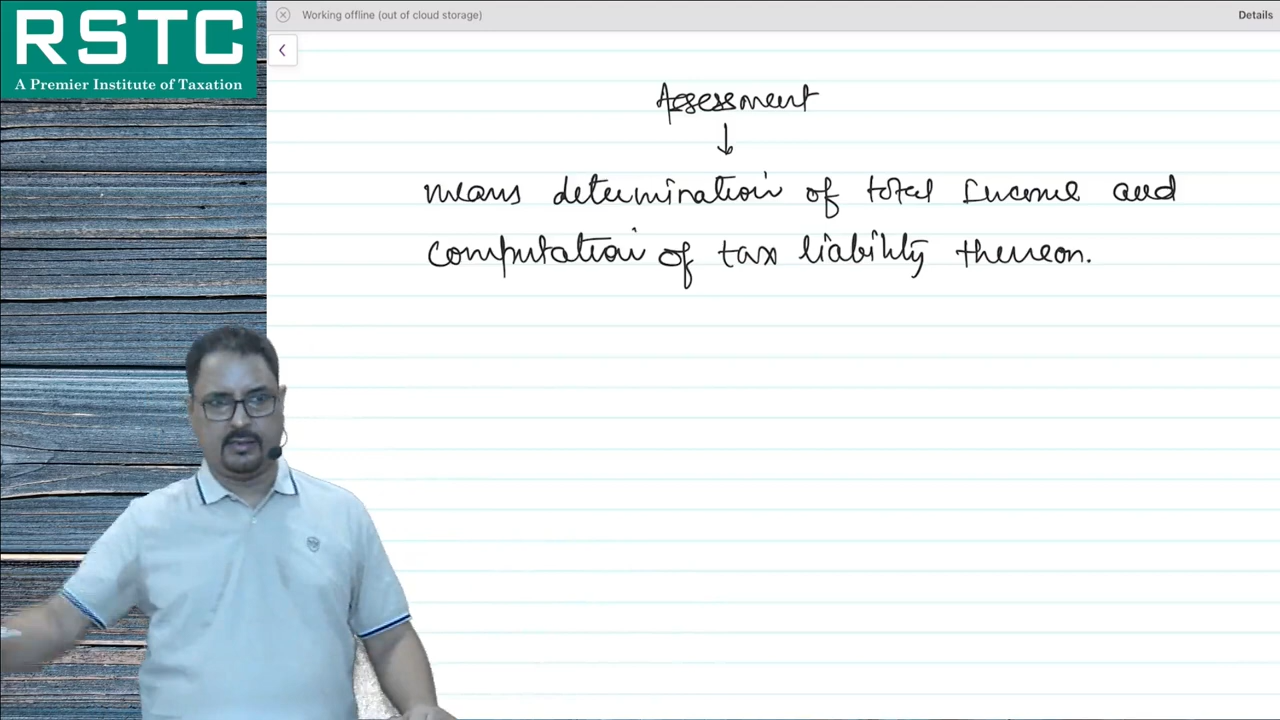 RSTC
A Premier Institute of Taxation
Working offline (out of cloud storage)
Details
Assessment
means determination of total Income and
computation of tax liability thereon.